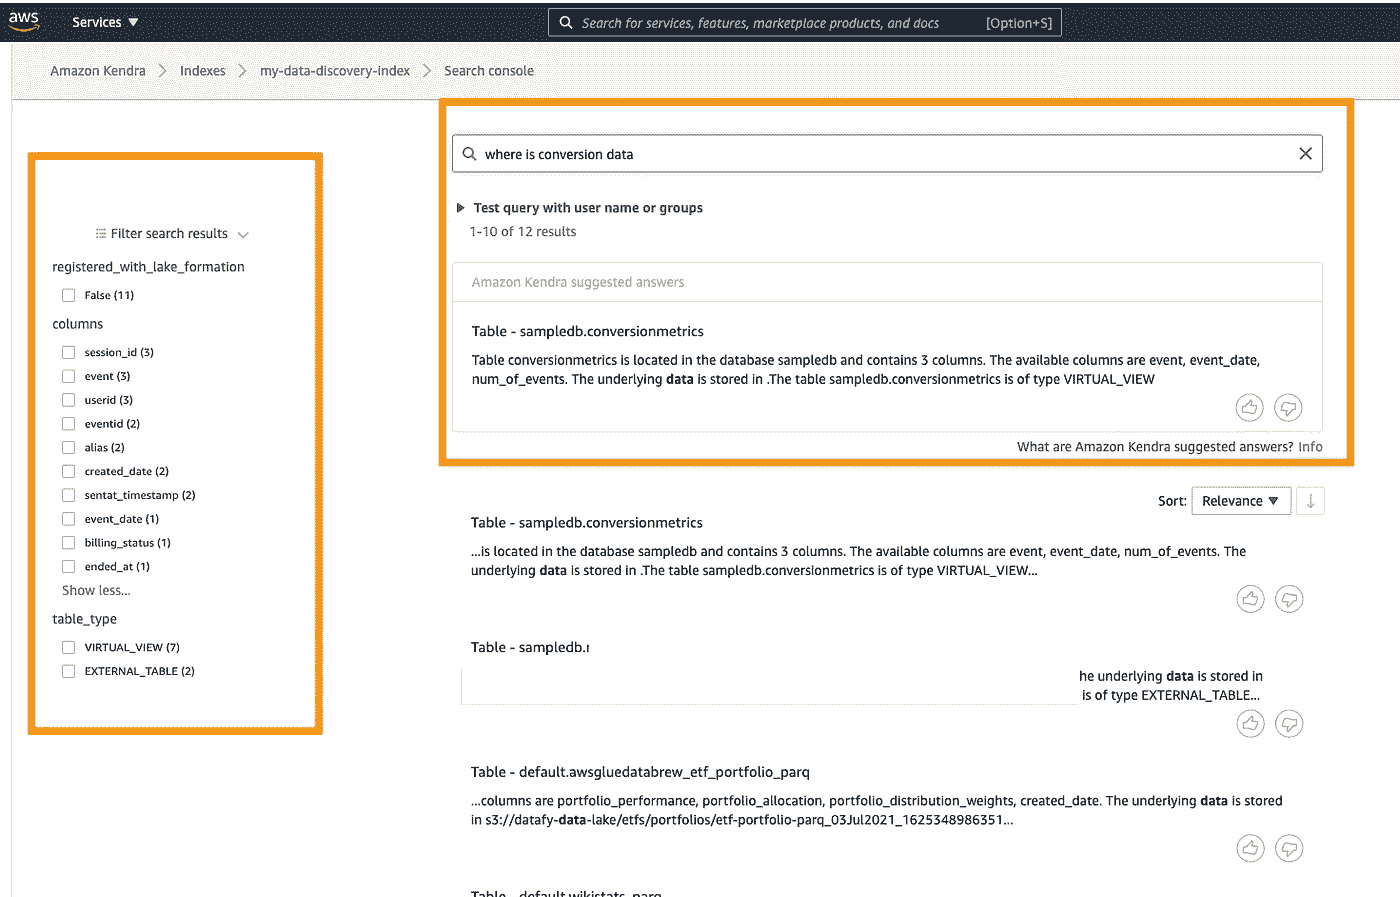 aws
Services ▼
Search for services, features, marketplace products, and docs [Option+S]
Amazon Kendra > Indexes > my-data-discovery-index > Search console
Filter search results
registered_with_lake_formation
False (11)
columns
session_id (3)
event (3)
userid (3)
eventid (2)
alias (2)
created_date (2)
sentat_timestamp (2)
event_date (1)
billing_status (1)
ended_at (1)
Show less...
table_type
VIRTUAL_VIEW (7)
EXTERNAL_TABLE (2)
where is conversion data
Test query with user name or groups
1-10 of 12 results
Amazon Kendra suggested answers
Table - sampledb.conversionmetrics
Table conversionmetrics is located in the database sampledb and contains 3 columns. The available columns are event, event_date,
num_of_events. The underlying data is stored in .The table sampledb.conversionmetrics is of type VIRTUAL_VIEW
What are Amazon Kendra suggested answers? Info
Sort: Relevance ▼
Table - sampledb.conversionmetrics
...is located in the database sampledb and contains 3 columns. The available columns are event, event_date, num_of_events. The
underlying data is stored in .The table sampledb.conversionmetrics is of type VIRTUAL_VIEW...
Table - sampledb.
he underlying data is stored in
is of type EXTERNAL_TABLE...
Table - default.awsgluedatabrew_etf_portfolio_parq
...columns are portfolio_performance, portfolio_allocation, portfolio_distribution_weights, created_date. The underlying data is stored
in s3://datafy-data-lake/etfs/portfolios/etf-portfolio-parq_03Jul2021_1625348986351...
Table - default.wikistats_parq